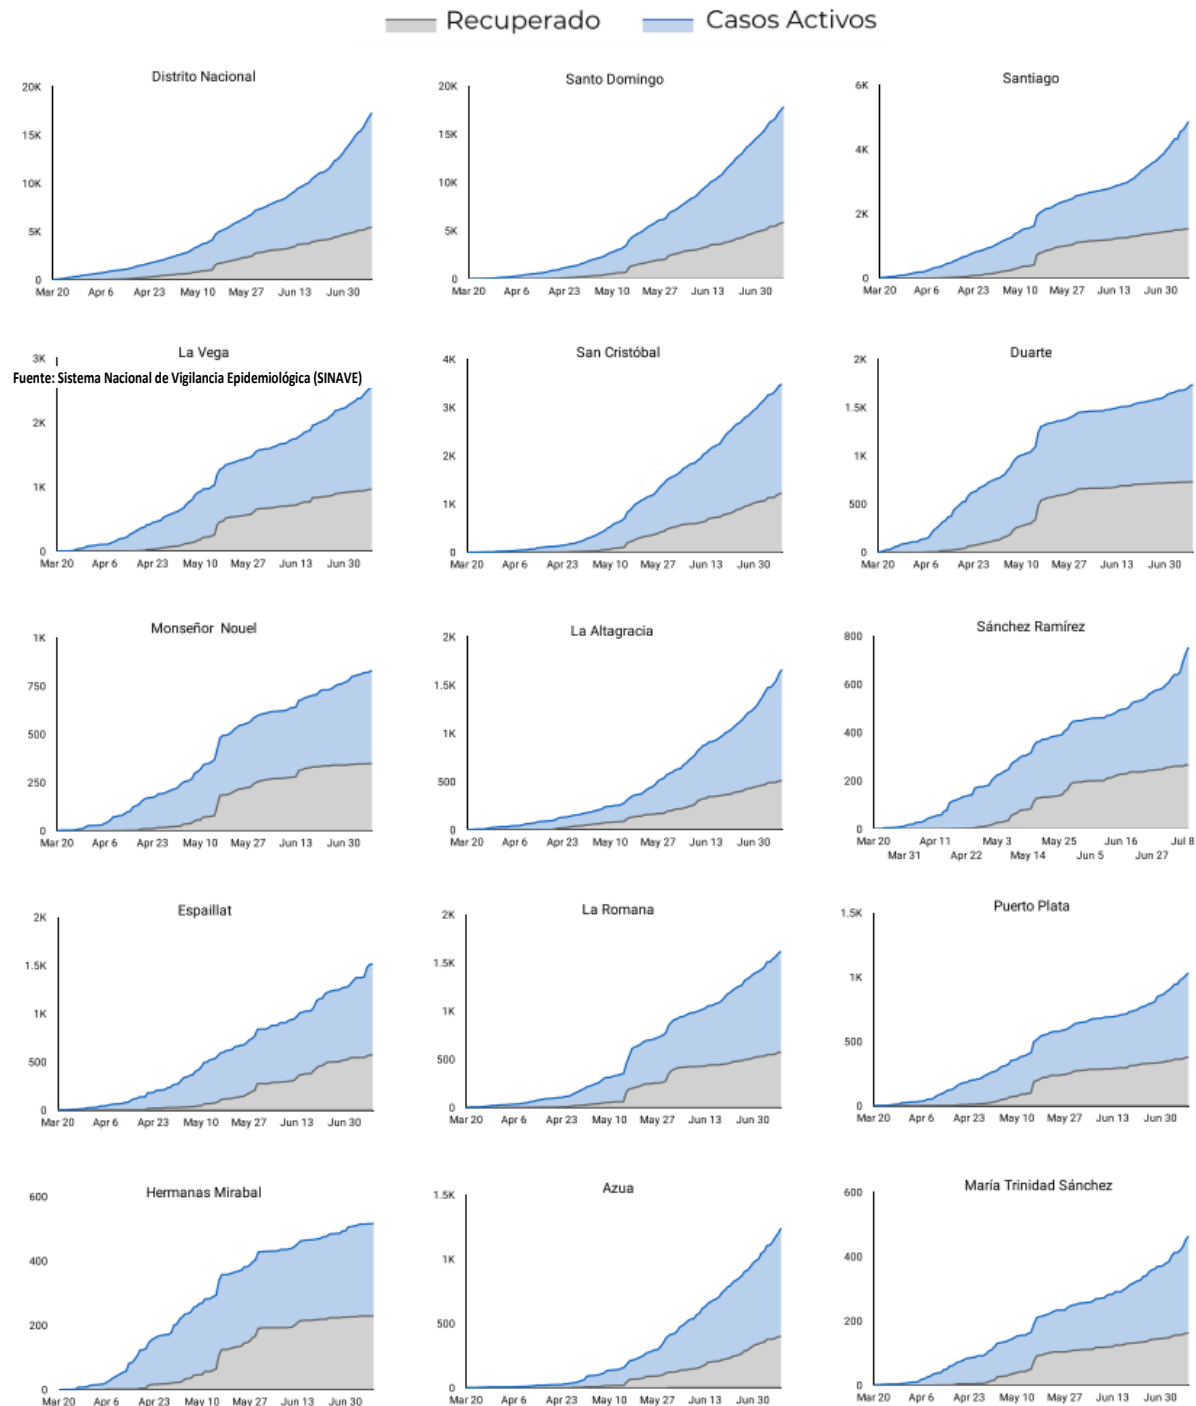 Recuperado Casos Activos
Distrito Nacional
20K
15K
10K
5K
0
Mar 20 Apr 6 Apr 23 May 10 May 27 Jun 13 Jun 30
Santo Domingo
20K
15K
10K
5K
0
Mar 20 Apr 6 Apr 23 May 10 May 27 Jun 13 Jun 30
Santiago
6K
4K
2K
0
Mar 20 Apr 6 Apr 23 May 10 May 27 Jun 13 Jun 30
La Vega
3K
Fuente: Sistema Nacional de Vigilancia Epidemiológica (SINAVE)
2K
1K
0
Mar 20 Apr 6 Apr 23 May 10 May 27 Jun 13 Jun 30
San Cristóbal
4K
3K
2K
1K
0
Mar 20 Apr 6 Apr 23 May 10 May 27 Jun 13 Jun 30
Duarte
2K
1.5K
1K
500
0
Mar 20 Apr 6 Apr 23 May 10 May 27 Jun 13 Jun 30
Monseñor Nouel
1K
750
500
250
0
Mar 20 Apr 6 Apr 23 May 10 May 27 Jun 13 Jun 30
La Altagracia
2K
1.5K
1K
500
0
Mar 20 Apr 6 Apr 23 May 10 May 27 Jun 13 Jun 30
Sánchez Ramírez
800
600
400
200
0
Mar 20 Apr 11 May 3 May 25 Jun 16 Jul 8
Mar 31 Apr 22 May 14 Jun 5 Jun 27
Espaillat
2K
1.5K
1K
500
0
Mar 20 Apr 6 Apr 23 May 10 May 27 Jun 13 Jun 30
La Romana
2K
1.5K
1K
500
0
Mar 20 Apr 6 Apr 23 May 10 May 27 Jun 13 Jun 30
Puerto Plata
1.5K
1K
500
0
Mar 20 Apr 6 Apr 23 May 10 May 27 Jun 13 Jun 30
Hermanas Mirabal
600
400
200
0
Mar 20 Apr 6 Apr 23 May 10 May 27 Jun 13 Jun 30
Azua
1.5K
1K
500
0
Mar 20 Apr 6 Apr 23 May 10 May 27 Jun 13 Jun 30
María Trinidad Sánchez
600
400
200
0
Mar 20 Apr 6 Apr 23 May 10 May 27 Jun 13 Jun 30